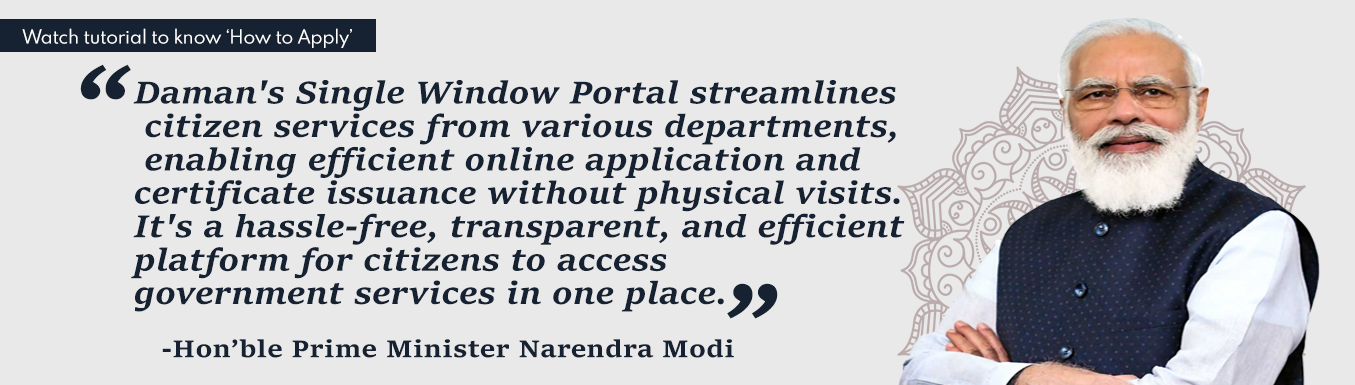 Watch tutorial to know ‘How to Apply’
“Daman's Single Window Portal streamlines
citizen services from various departments,
enabling efficient online application and
certificate issuance without physical visits.
It's a hassle-free, transparent, and efficient
platform for citizens to access
government services in one place.”
-Hon’ble Prime Minister Narendra Modi